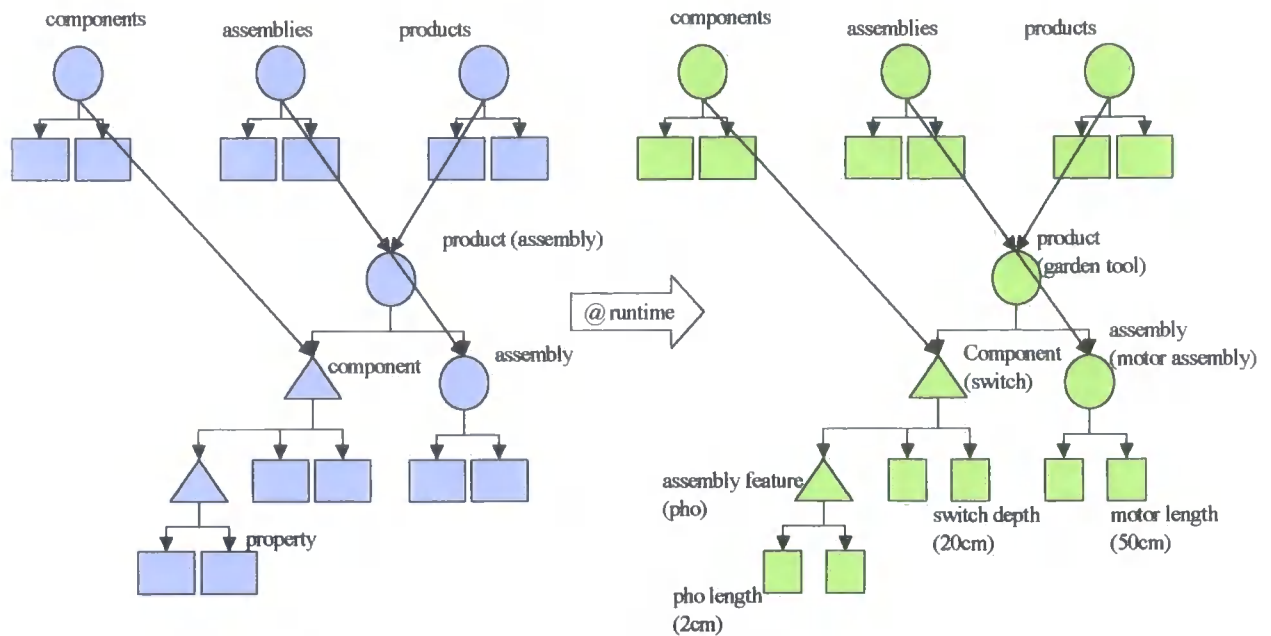 components
assemblies
products
product (assembly)
component
assembly
property
@ runtime
components
assemblies
products
product
(garden tool)
Component
(switch)
assembly
(motor assembly)
assembly feature
(pho)
switch depth
(20cm)
motor length
(50cm)
pho length
(2cm)